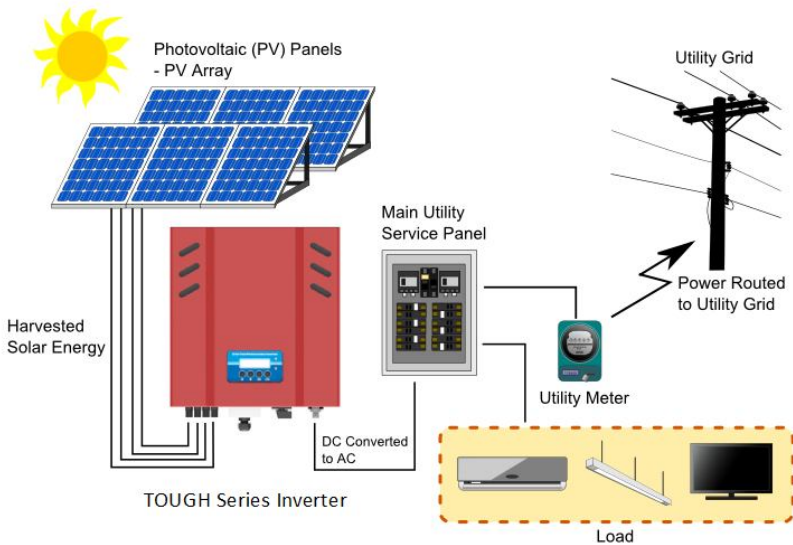 Photovoltaic (PV) Panels
- PV Array
Utility Grid
Main Utility
Service Panel
Power Routed
to Utility Grid
Harvested
Solar Energy
Utility Meter
DC Converted
to AC
TOUGH Series Inverter
Load